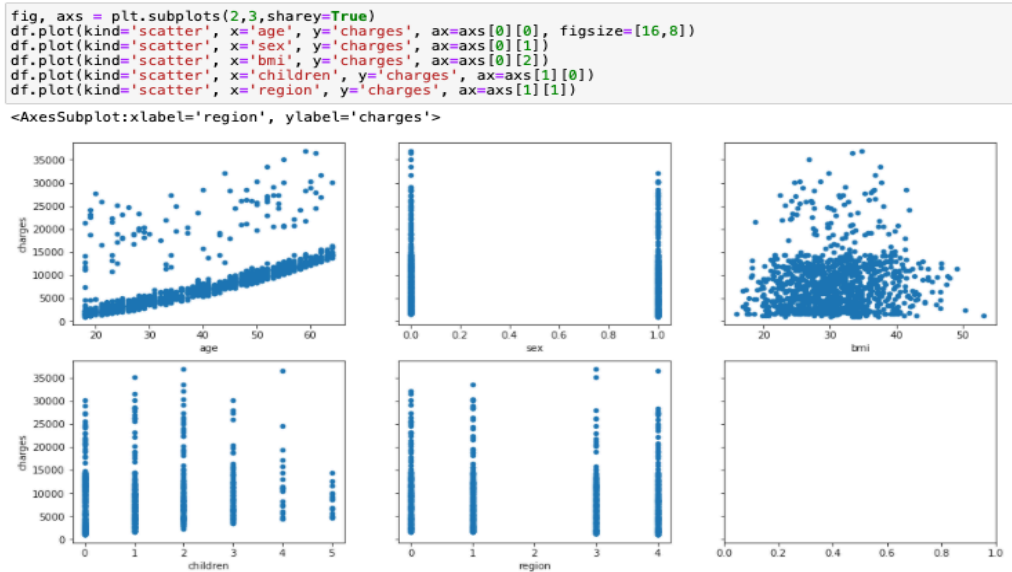 fig, axs = plt.subplots(2,3,sharey=True)
df.plot(kind='scatter', x='age', y='charges', ax=axs[0][0], figsize=[16,8])
df.plot(kind='scatter', x='sex', y='charges', ax=axs[0][1])
df.plot(kind='scatter', x='bmi', y='charges', ax=axs[0][2])
df.plot(kind='scatter', x='children', y='charges', ax=axs[1][0])
df.plot(kind='scatter', x='region', y='charges', ax=axs[1][1])
<AxesSubplot:xlabel='region', ylabel='charges'>
35000
30000
25000
20000
15000
10000
5000
0
charges
20 30 40 50 60
age
0.0 0.2 0.4 0.6 0.8 1.0
sex
20 30 40 50
bmi
35000
30000
25000
20000
15000
10000
5000
0
charges
0 1 2 3 4 5
children
0 1 2 3 4
region
0.0 0.2 0.4 0.6 0.8 1.0